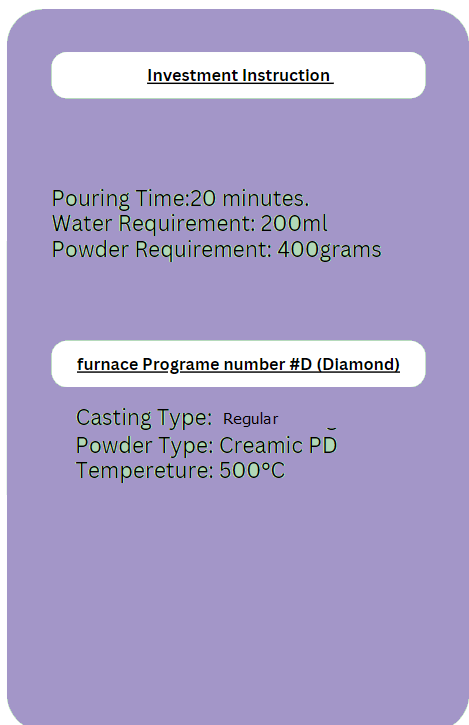 Investment Instruction
Pouring Time:20 minutes.
Water Requirement: 200ml
Powder Requirement: 400grams
furnace Programe number #D (Diamond)
Casting Type: Regular
Powder Type: Creamic PD
Tempereture: 500°C